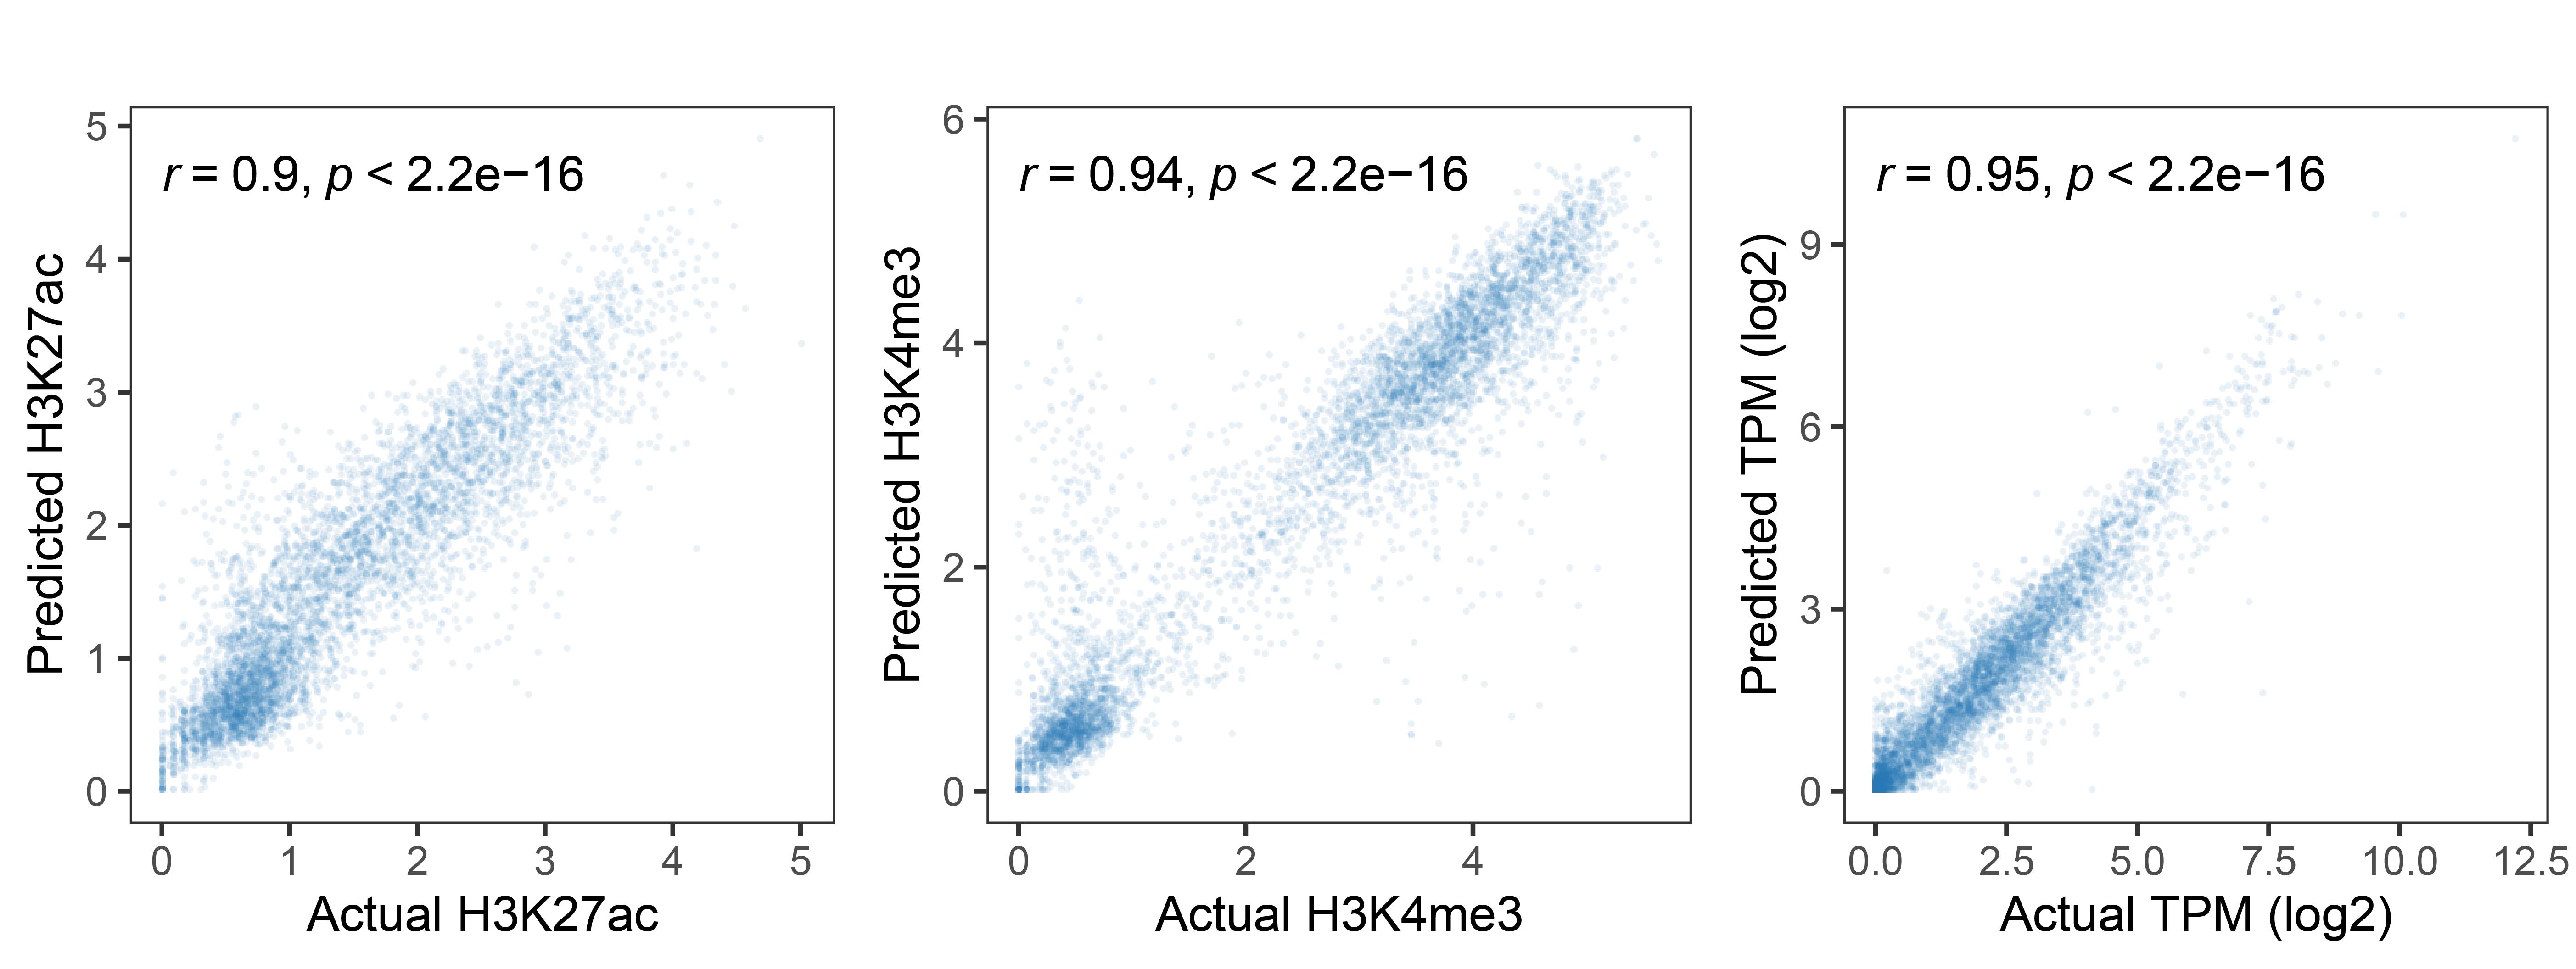 r = 0.9, p < 2.2e−16
Predicted H3K27ac
5
4
3
2
1
0
0 1 2 3 4 5
Actual H3K27ac
r = 0.94, p < 2.2e−16
Predicted H3K4me3
6
4
2
0
0 2 4
Actual H3K4me3
r = 0.95, p < 2.2e−16
Predicted TPM (log2)
9
6
3
0
0.0 2.5 5.0 7.5 10.0 12.5
Actual TPM (log2)